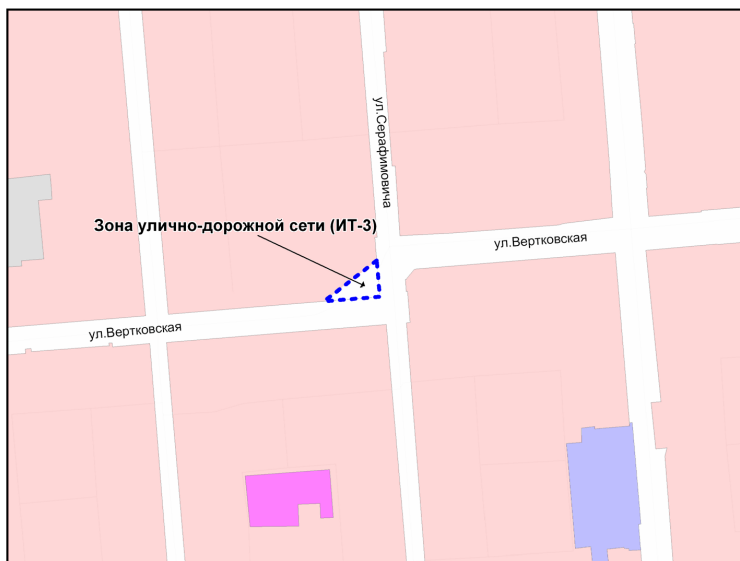 ул.Серафимовича
Зона улично-дорожной сети (ИТ-3)
ул.Вертковская
ул.Вертковская